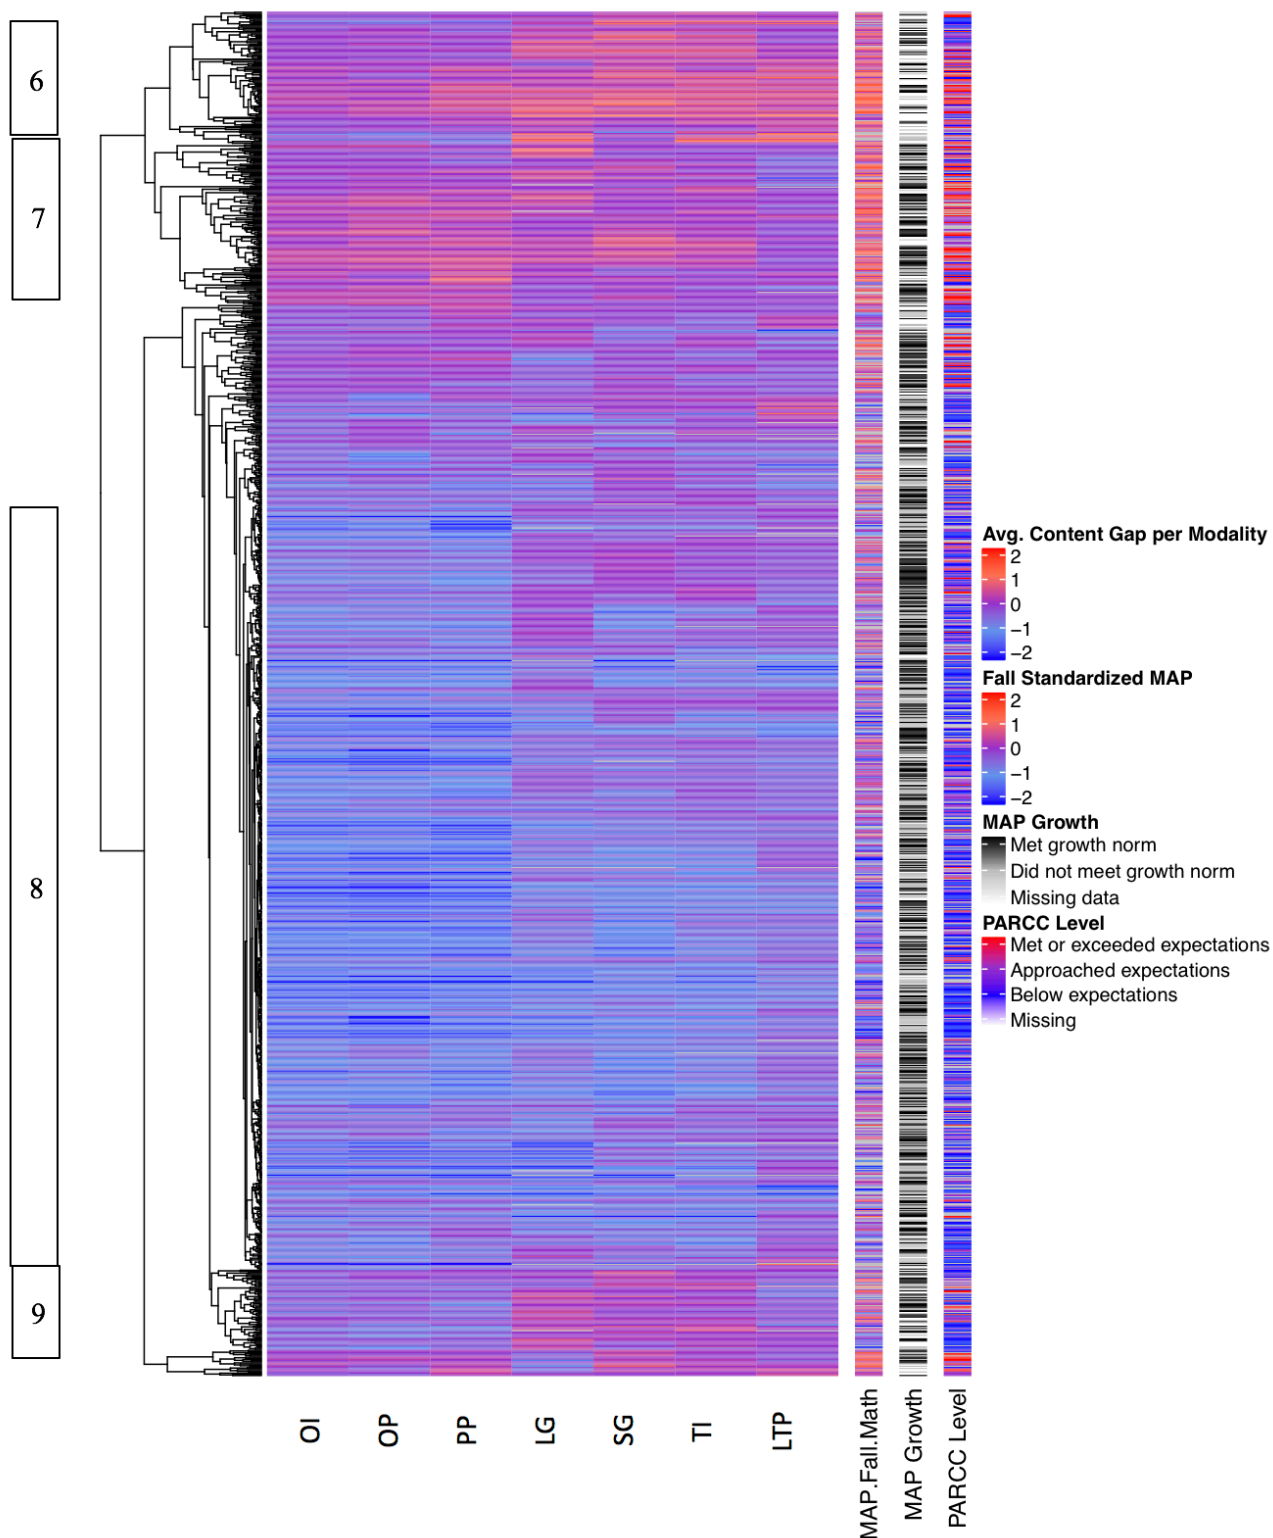 6
7
8
9
Avg. Content Gap per Modality
2
1
0
−1
−2
Fall Standardized MAP
2
1
0
−1
−2
MAP Growth
Met growth norm
Did not meet growth norm
Missing data
PARCC Level
Met or exceeded expectations
Approached expectations
Below expectations
Missing
OI
OP
PP
LG
SG
TI
LTP
MAP.Fall.Math
MAP Growth
PARCC Level